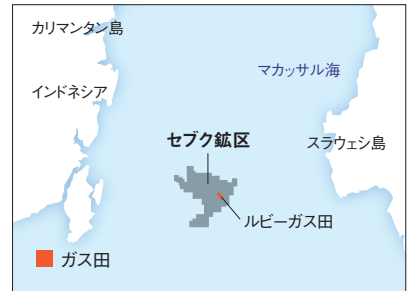 カリマンタン島
マカッサル海
インドネシア
セブク鉱区
スラウェシ島
ルビーガス田
ガス田